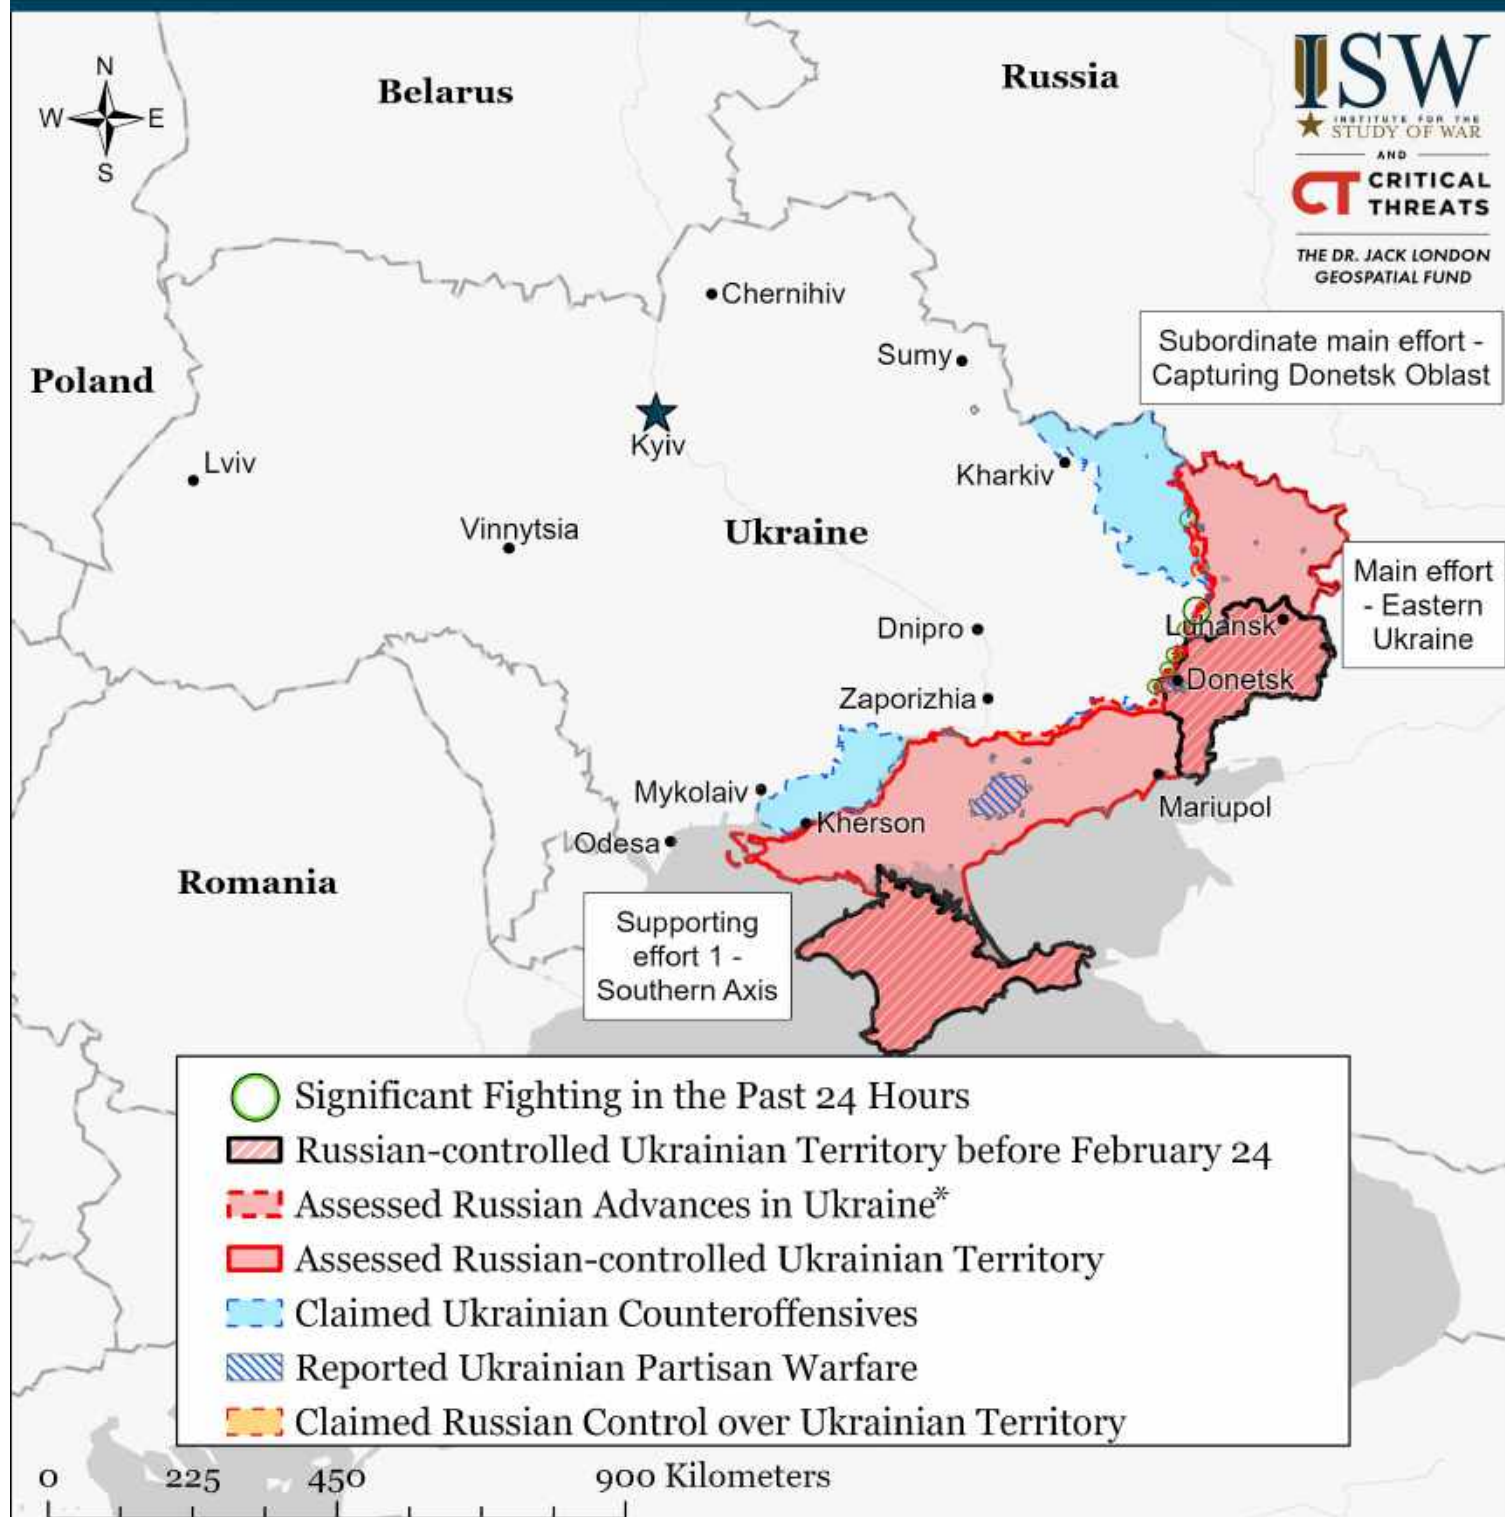 N
W E
S
Belarus
Russia
ISW
INSTITUTE FOR THE
STUDY OF WAR
AND
CT CRITICAL
THREATS
THE DR. JACK LONDON
GEOSPATIAL FUND
Chernihiv
Subordinate main effort -
Capturing Donetsk Oblast
Sumy
Poland
Kyiv
Lviv
Kharkiv
Vinnytsia
Ukraine
Main effort
- Eastern
Ukraine
Dnipro
Luhansk
Donetsk
Zaporizhia
Mykolaiv
Mariupol
Kherson
Odesa
Romania
Supporting
effort 1 -
Southern Axis
Significant Fighting in the Past 24 Hours
Russian-controlled Ukrainian Territory before February 24
Assessed Russian Advances in Ukraine*
Assessed Russian-controlled Ukrainian Territory
Claimed Ukrainian Counteroffensives
Reported Ukrainian Partisan Warfare
Claimed Russian Control over Ukrainian Territory
0 225 450 900 Kilometers